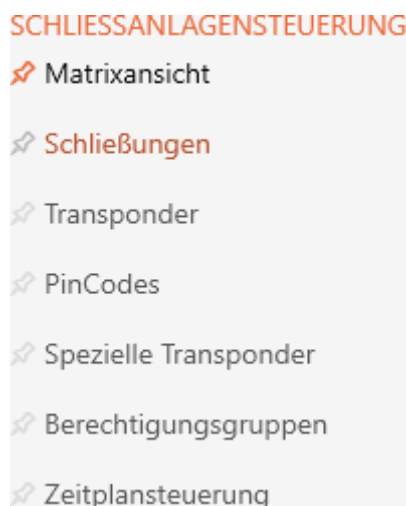 SCHLIESSANLAGENSTEUERUNG
Matrixansicht
Schließungen
Transponder
PinCodes
Spezielle Transponder
Berechtigungsgruppen
Zeitplansteuerung